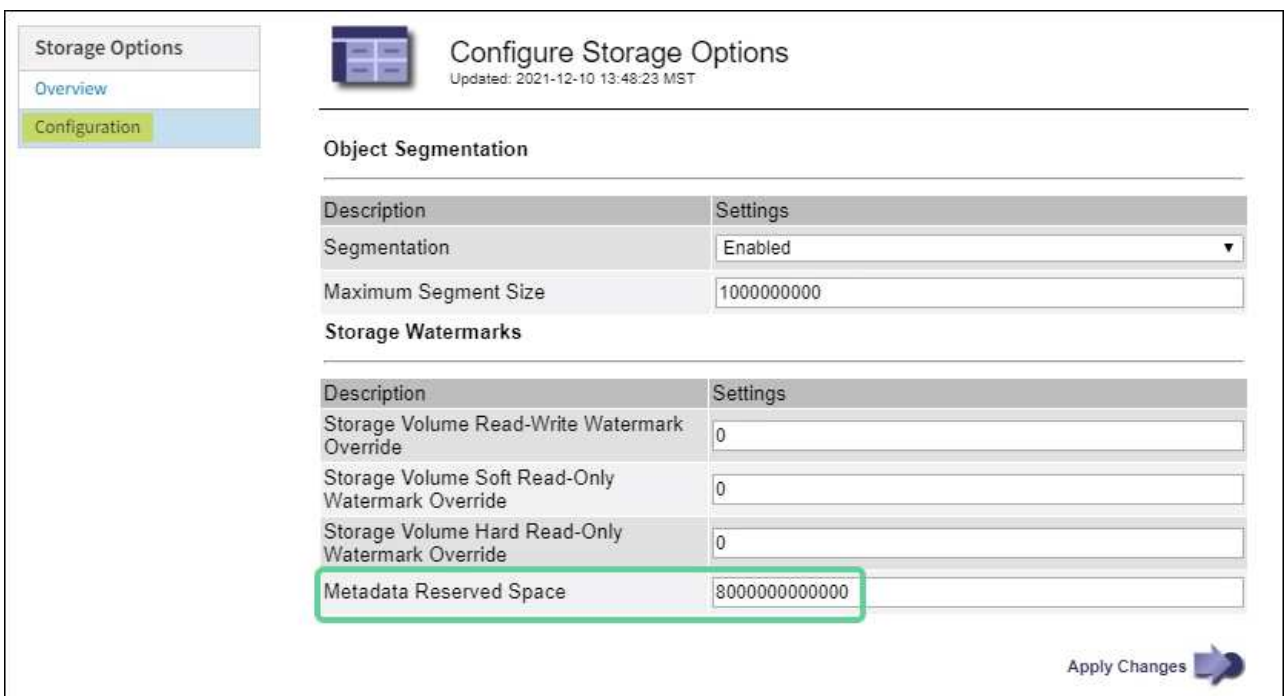 Storage Options
Overview
Configuration
Configure Storage Options
Updated: 2021-12-10 13:48:23 MST
Object Segmentation
Description Settings
Segmentation Enabled
Maximum Segment Size 1000000000
Storage Watermarks
Description Settings
Storage Volume Read-Write Watermark
Override
0
Storage Volume Soft Read-Only
Watermark Override
0
Storage Volume Hard Read-Only
Watermark Override
0
Metadata Reserved Space 8000000000000
Apply Changes